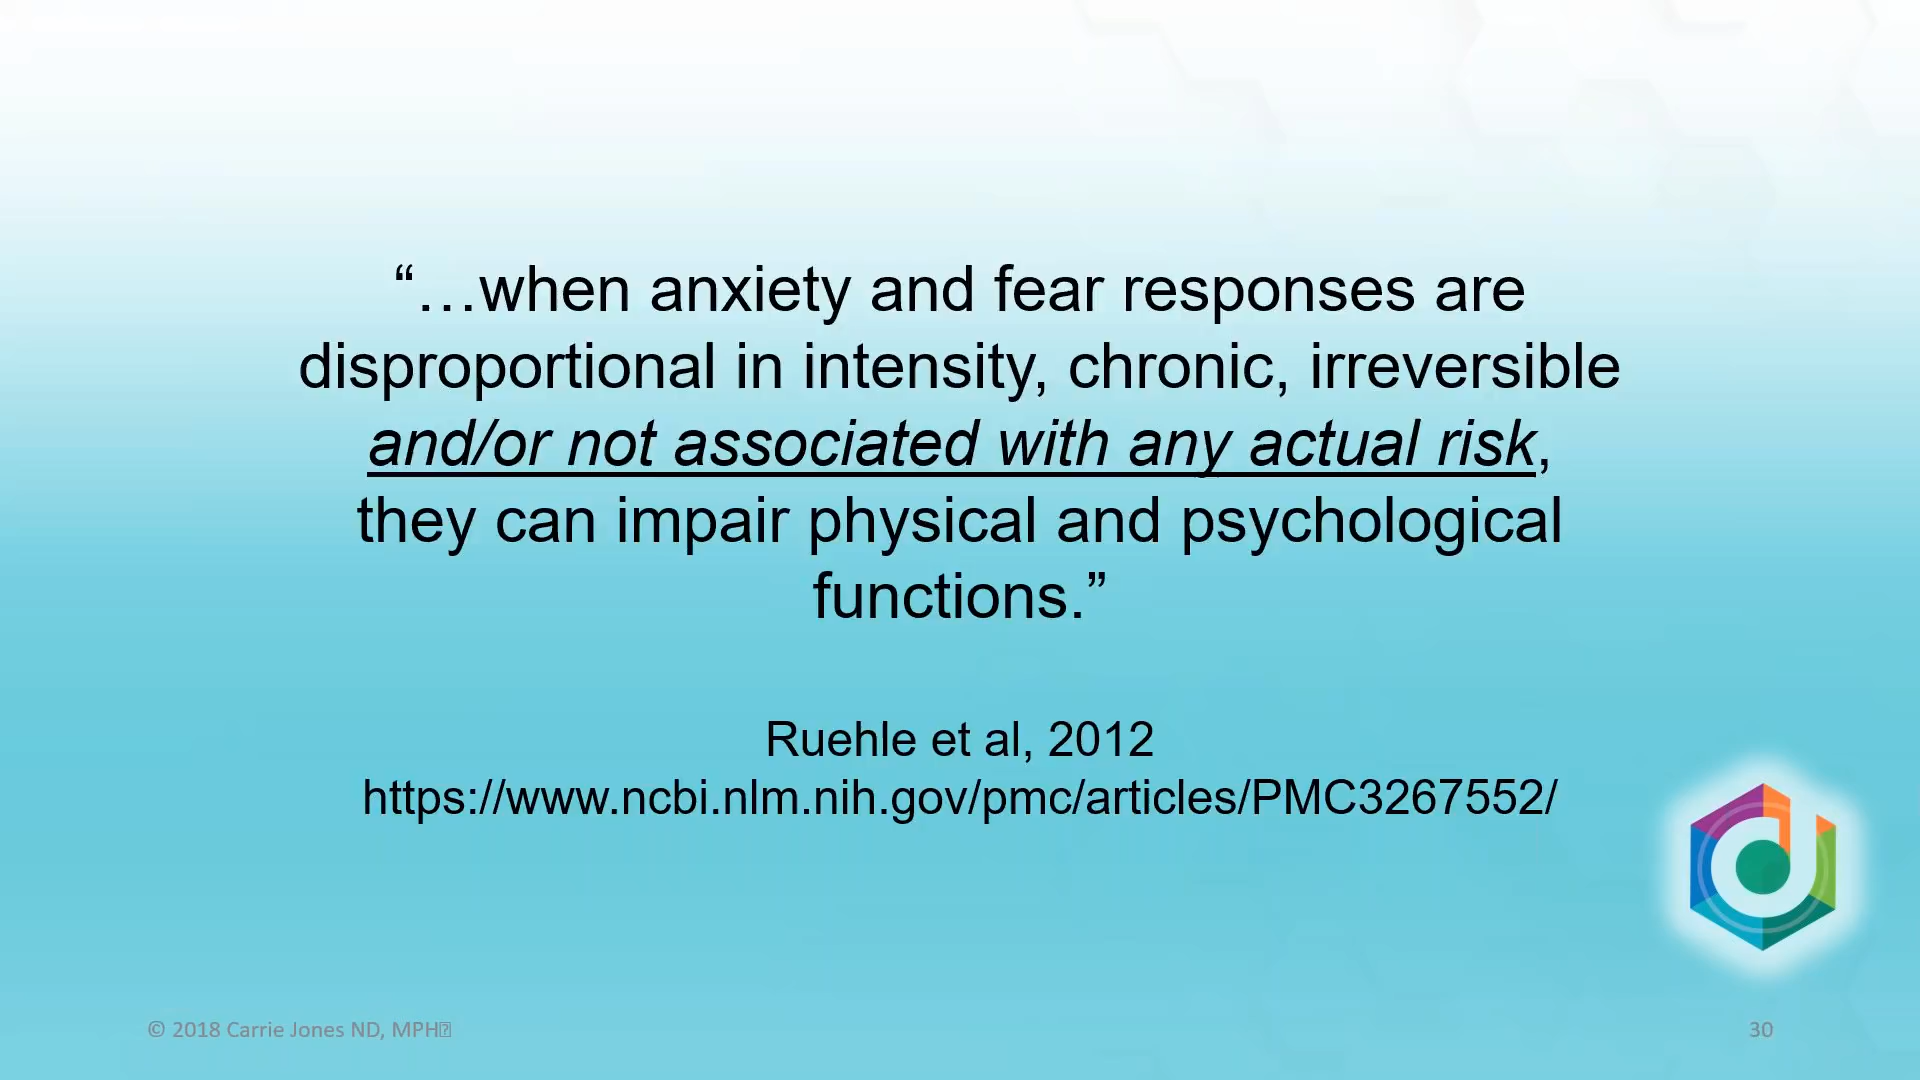 “…when anxiety and fear responses are
disproportional in intensity, chronic, irreversible
and/or not associated with any actual risk,
they can impair physical and psychological
functions.”
Ruehle et al, 2012
https://www.ncbi.nlm.nih.gov/pmc/articles/PMC3267552/
© 2018 Carrie Jones ND, MPH
30